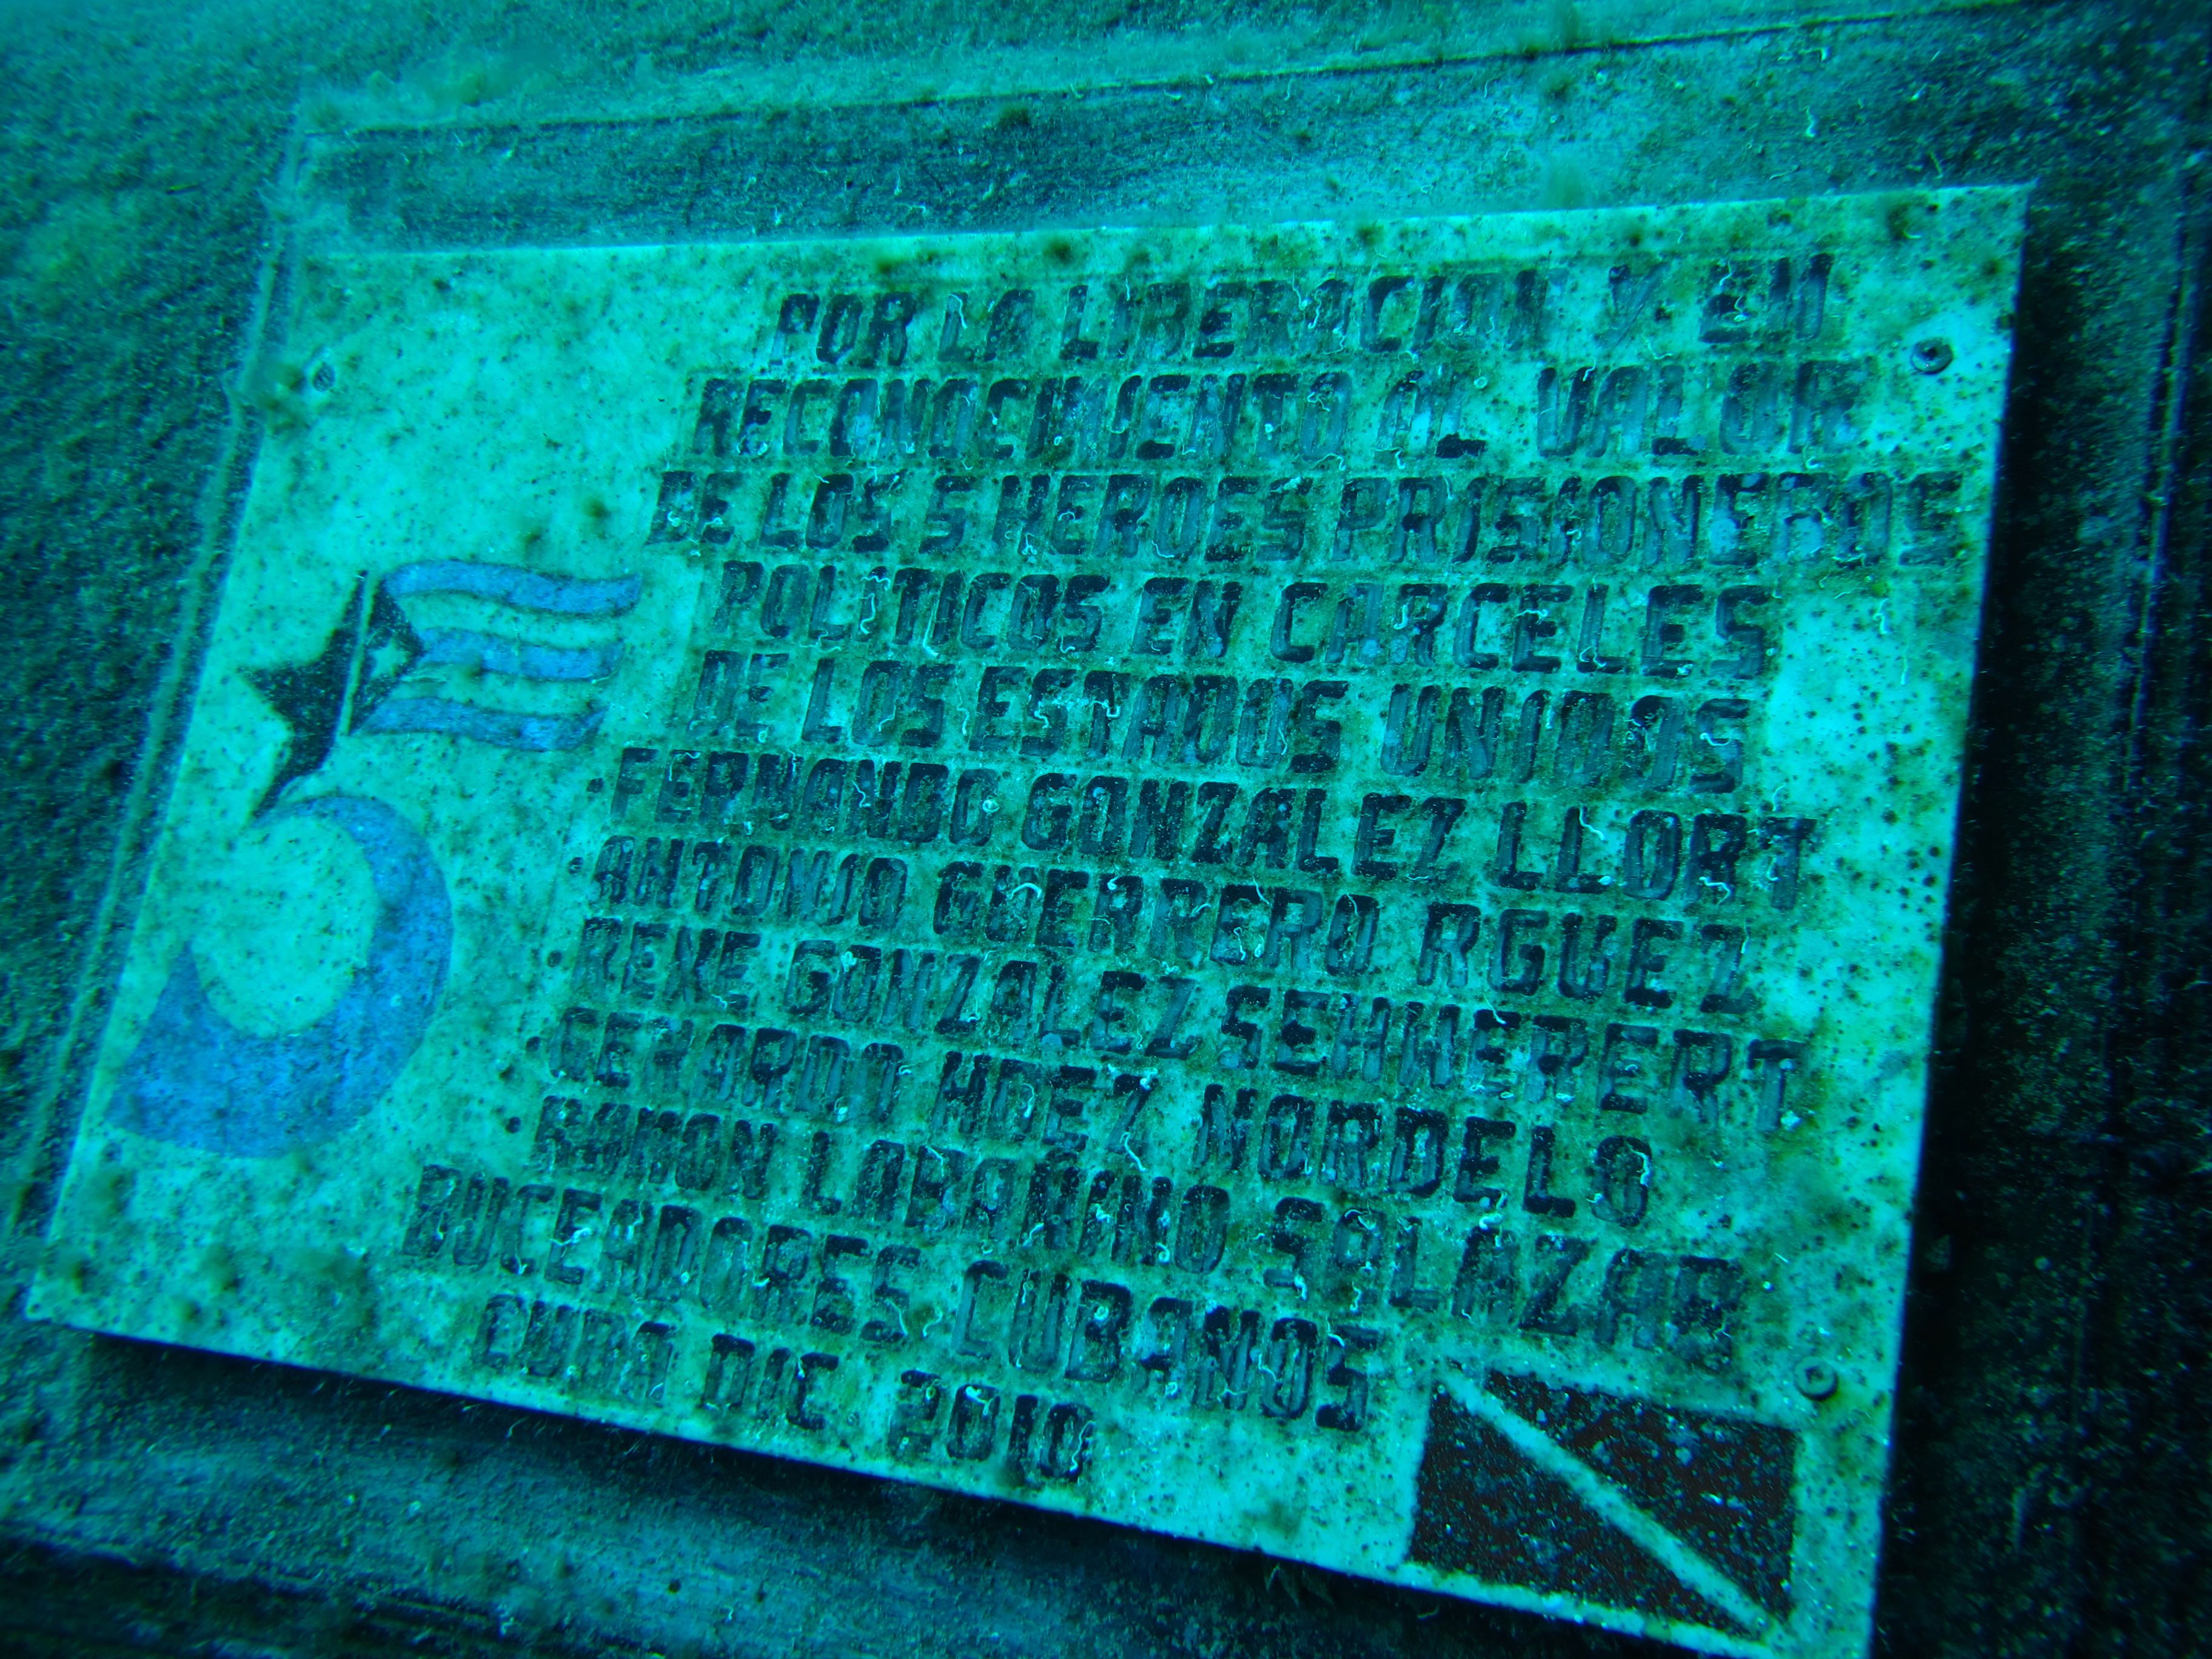 POR LA LIBERACION Y EN
RECONOCIMIENTO AL VALOR
DE LOS 5 HEROES PRISIONEROS
POLITICOS EN CARCELES
DE LOS ESTADOS UNIDOS
·FERNANDO GONZALEZ LLORT
·ANTONIO GUERRERO RGUEZ
·RENE GONZALEZ SEHWERERT
·GERARDO HDEZ NORDELO
·RAMON LABAÑINO SALAZAR
BUCEADORES CUBANOS
CUBA DIC. 2010